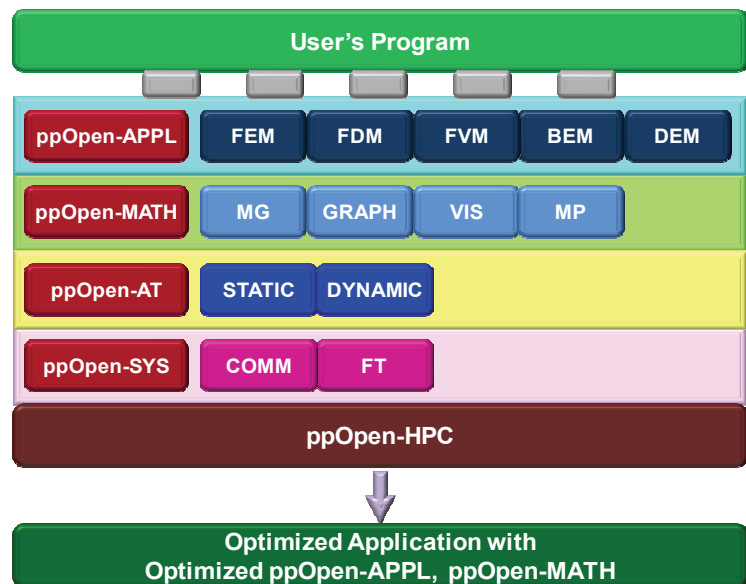 User's Program
ppOpen-APPL FEM FDM FVM BEM DEM
ppOpen-MATH MG GRAPH VIS MP
ppOpen-AT STATIC DYNAMIC
ppOpen-SYS COMM FT
ppOpen-HPC
Optimized Application with
Optimized ppOpen-APPL, ppOpen-MATH